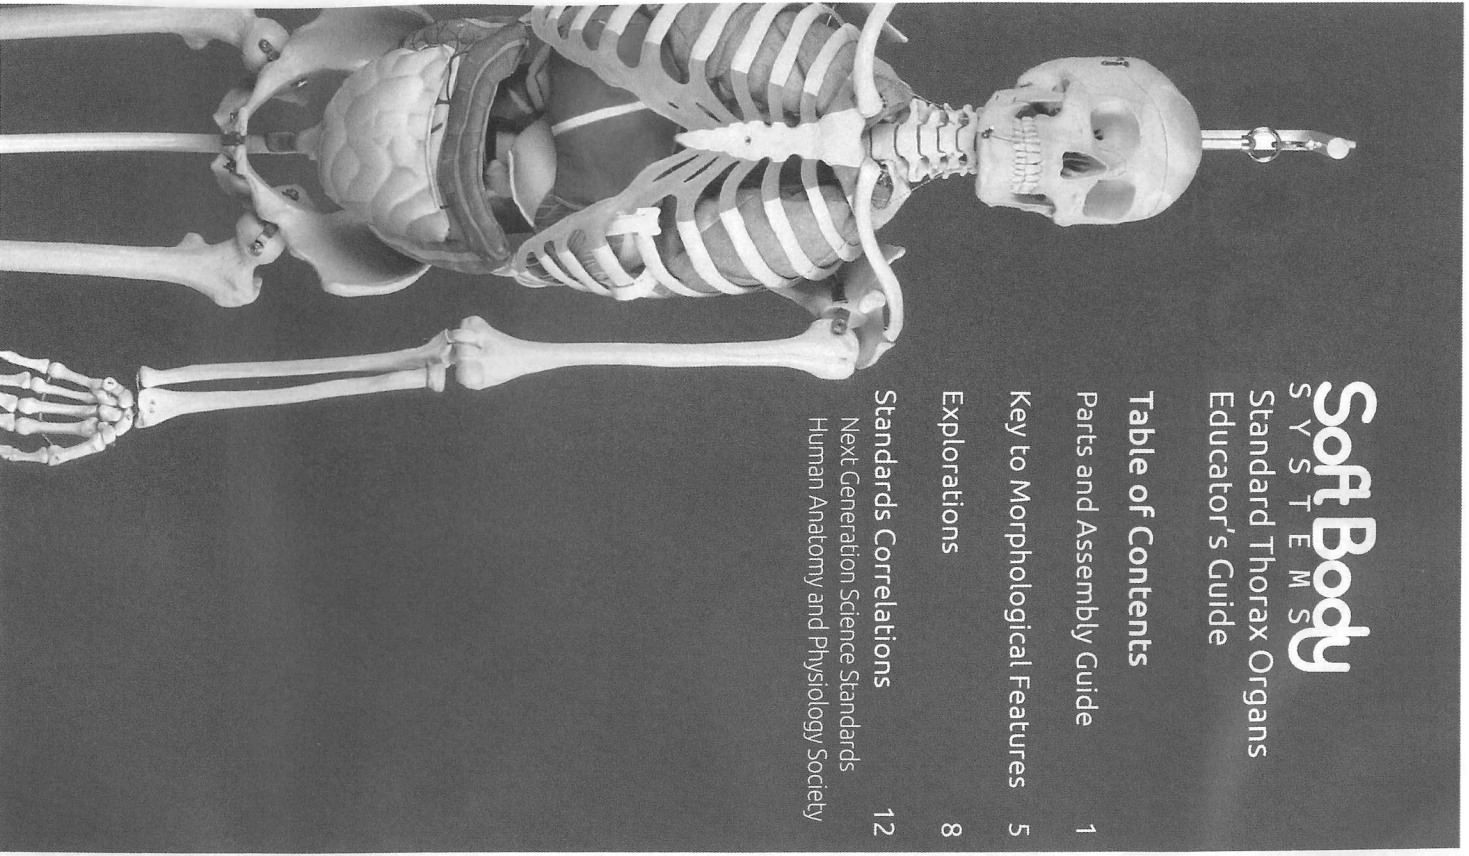 Soft Body
SYSTEMS
Standard Thorax Organs
Educator's Guide
Table of Contents
Parts and Assembly Guide 1
Key to Morphological Features 5
Explorations 8
Standards Correlations 12
Next Generation Science Standards
Human Anatomy and Physiology Society